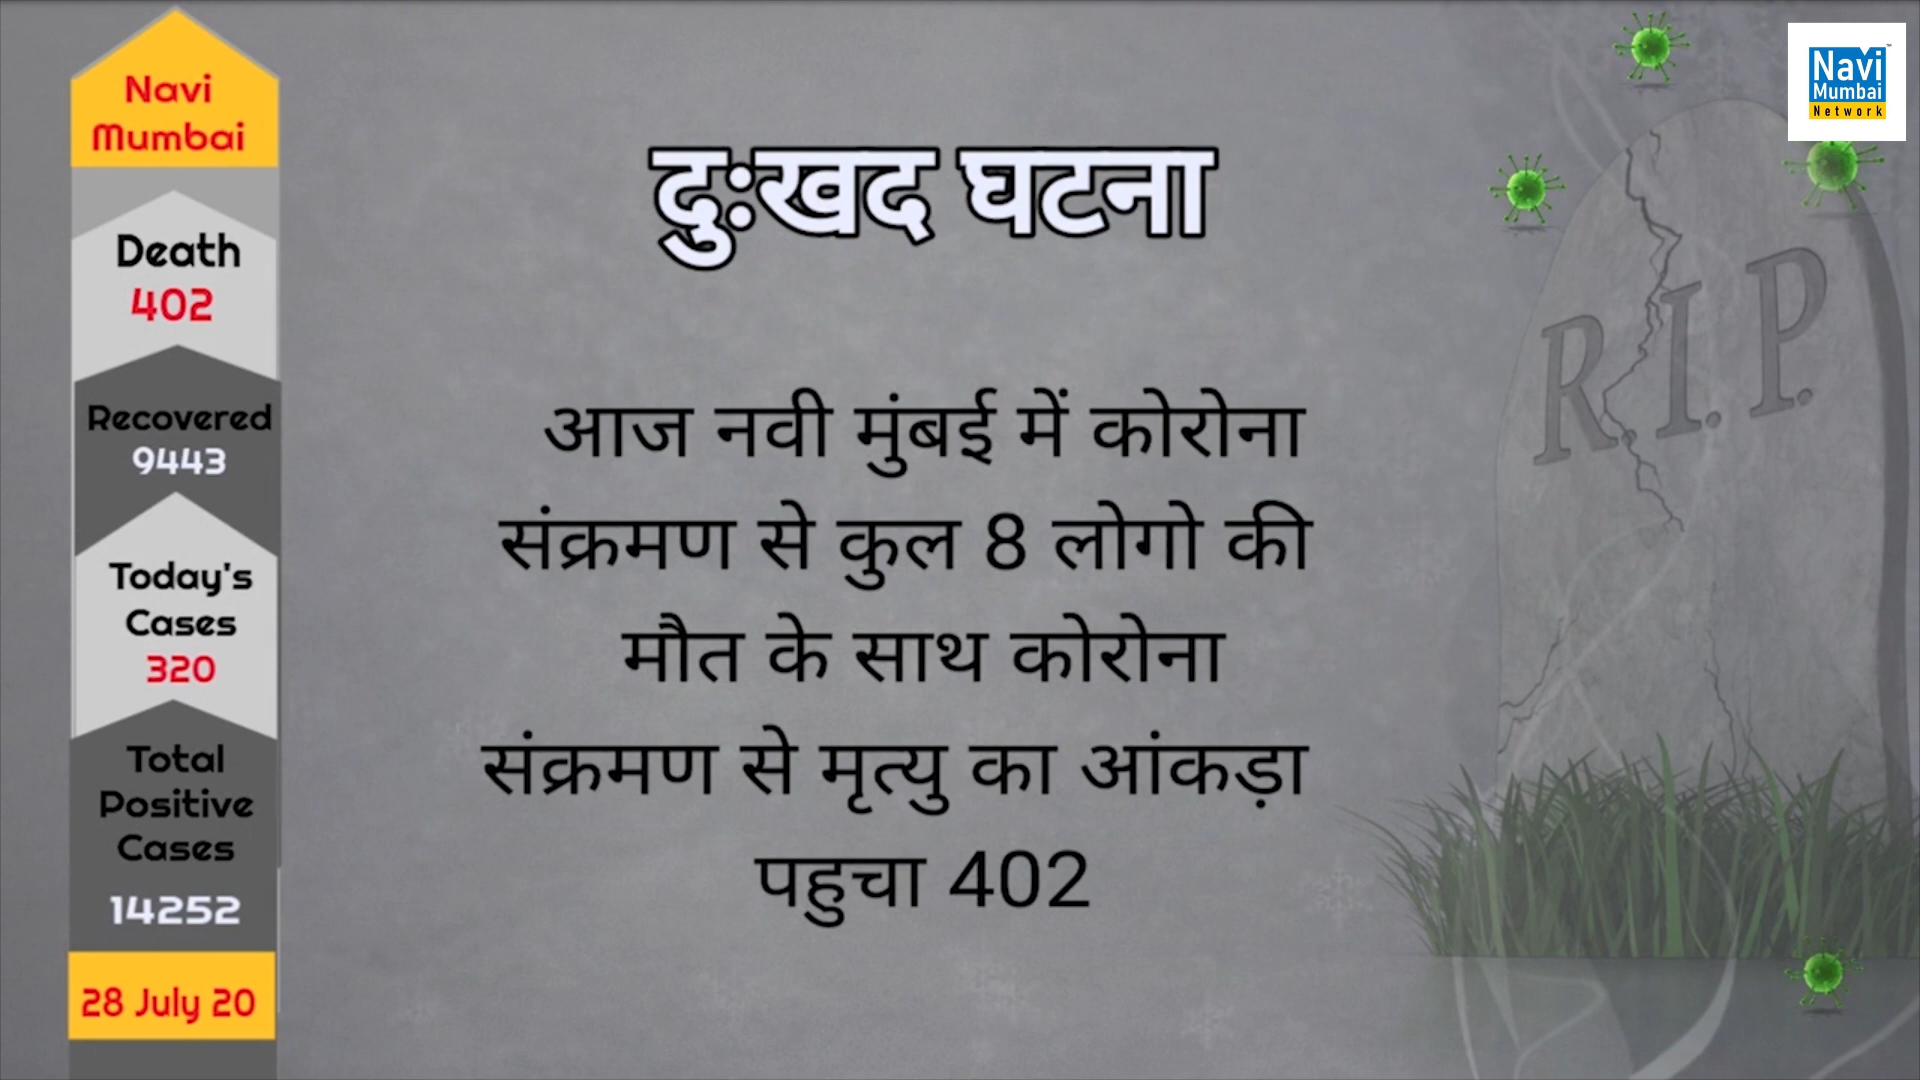 Navi
Mumbai
Death
402
Recovered
9443
Today's
Cases
320
Total
Positive
Cases
14252
28 July 20
दुःखद घटना
आज नवी मुंबई में कोरोना
संक्रमण से कुल 8 लोगो की
मौत के साथ कोरोना
संक्रमण से मृत्यु का आंकड़ा
पहुचा 402
R.I.P.
Navi
Mumbai
Network